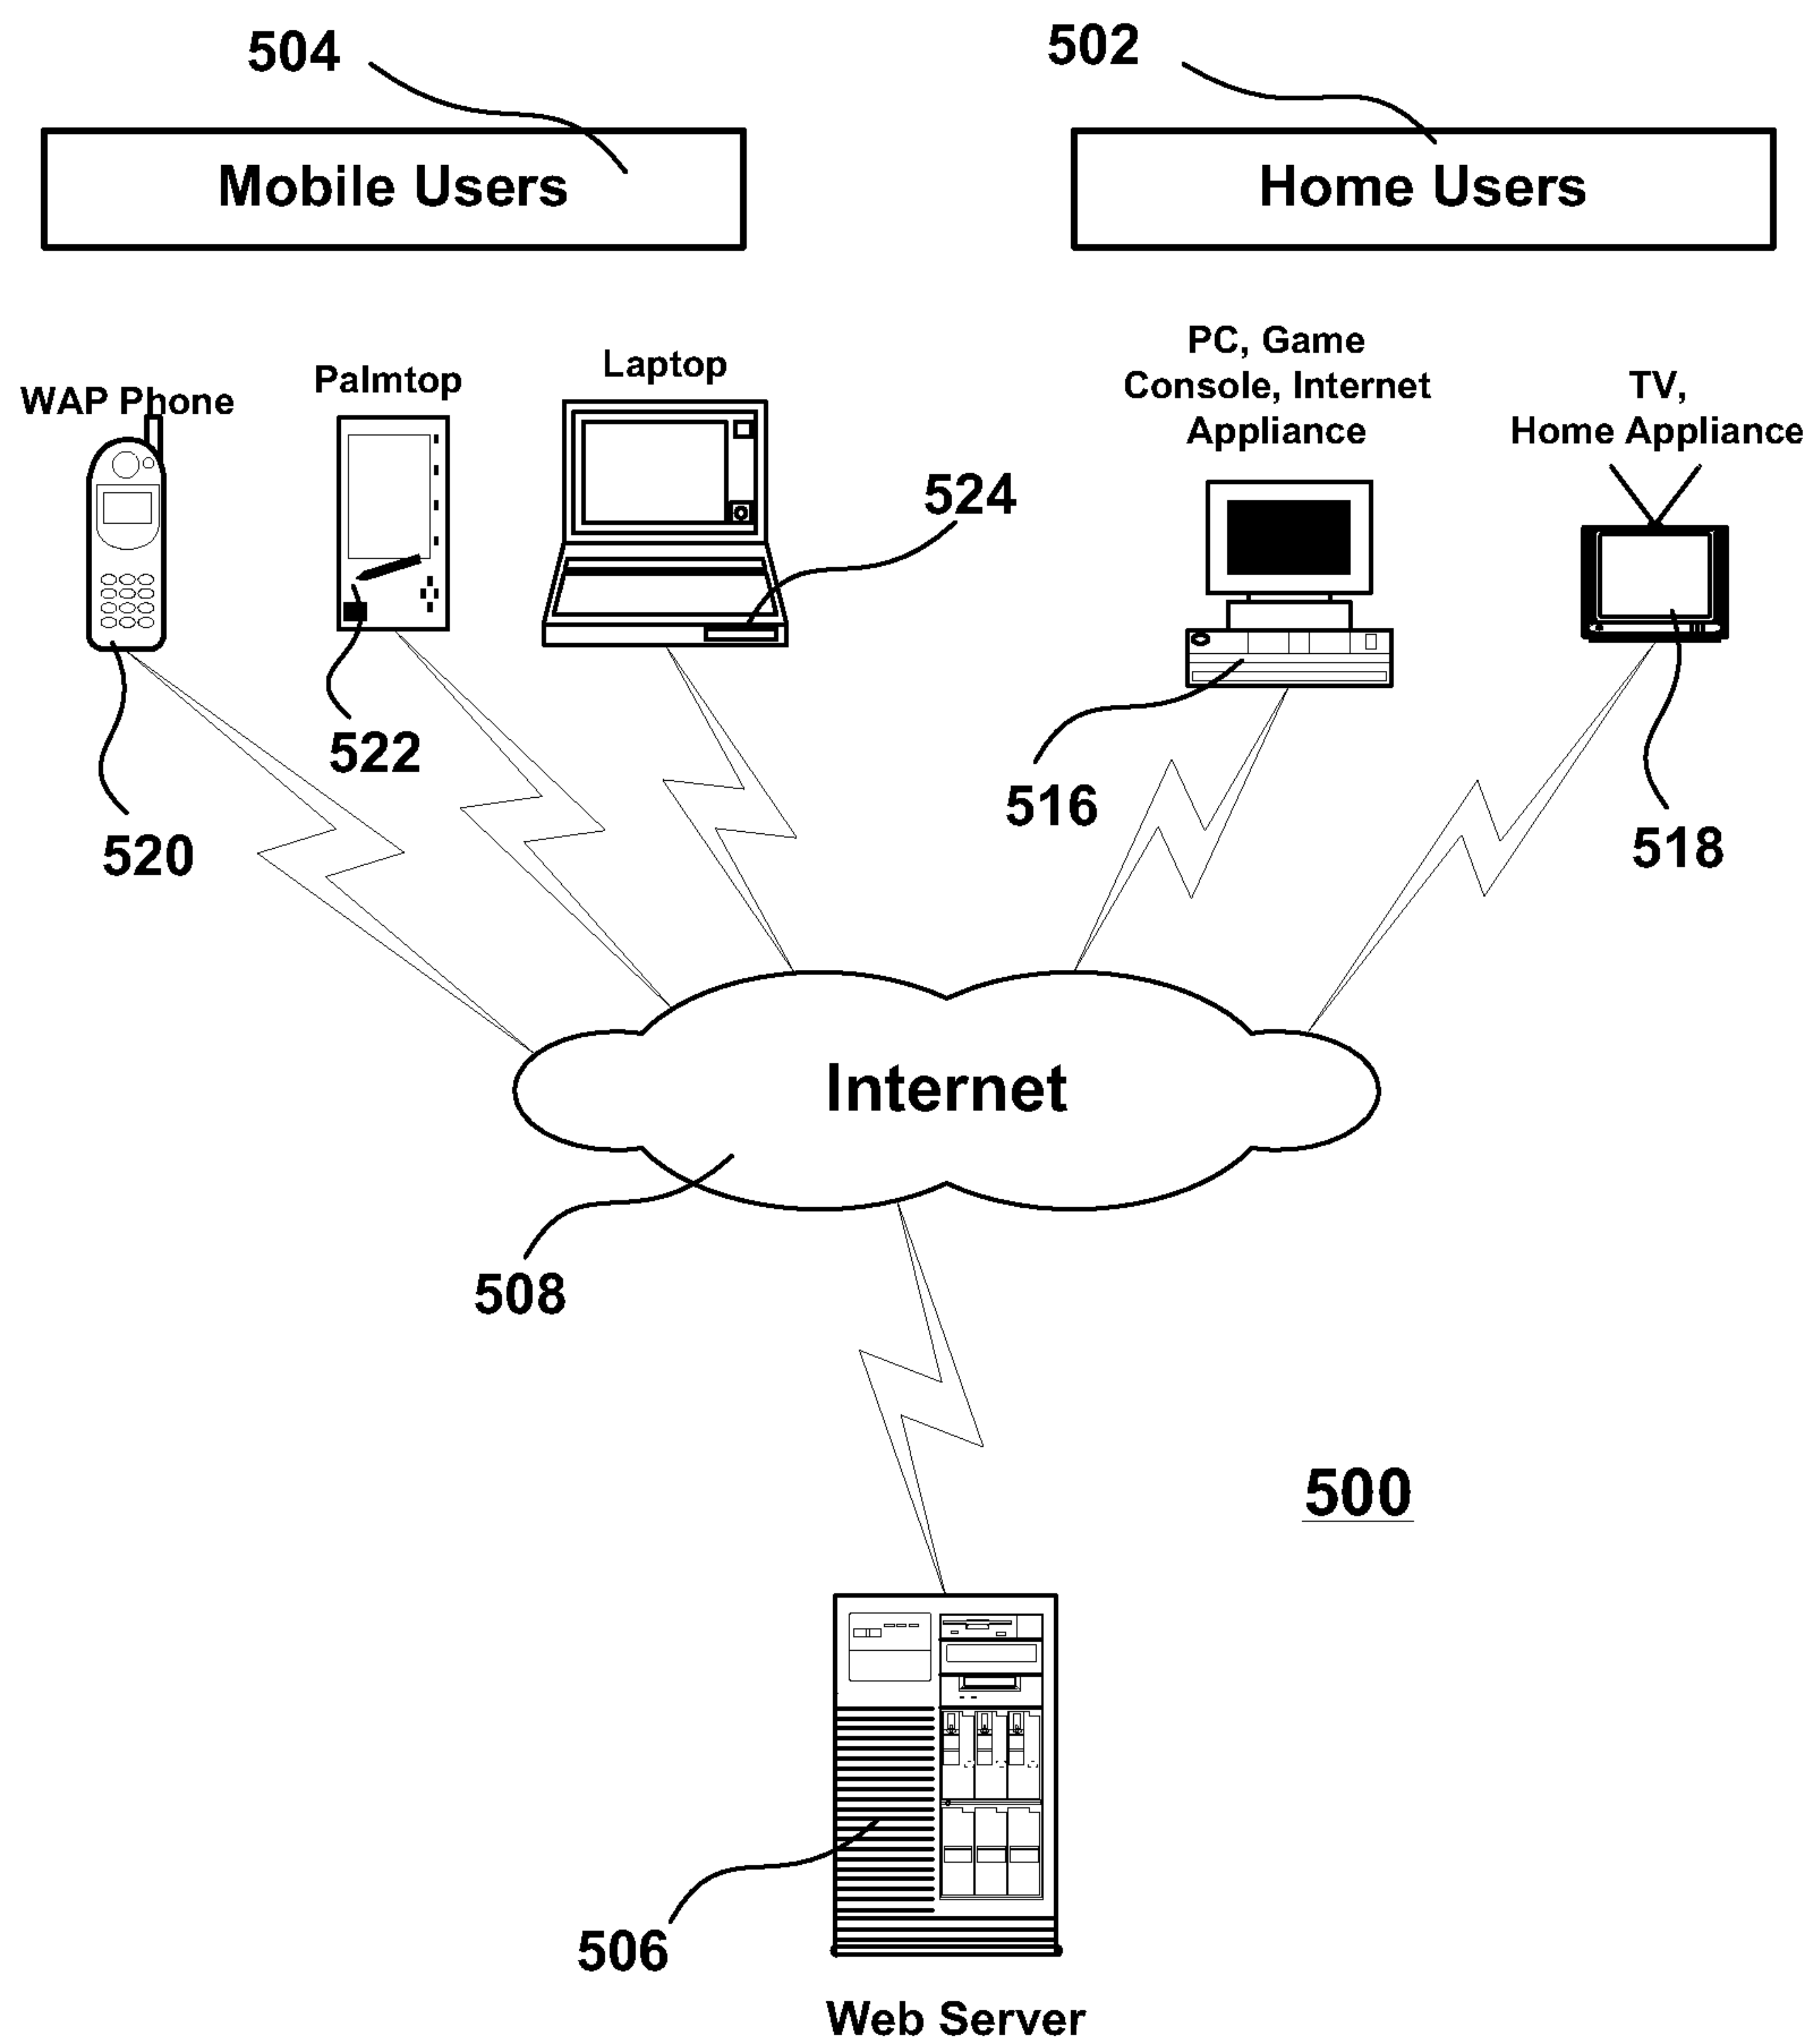 504
502
Mobile Users
Home Users
WAP Phone
Palmtop
Laptop
PC, Game
Console, Internet
Appliance
TV,
Home Appliance
524
522
516
520
518
Internet
508
500
506
Web Server